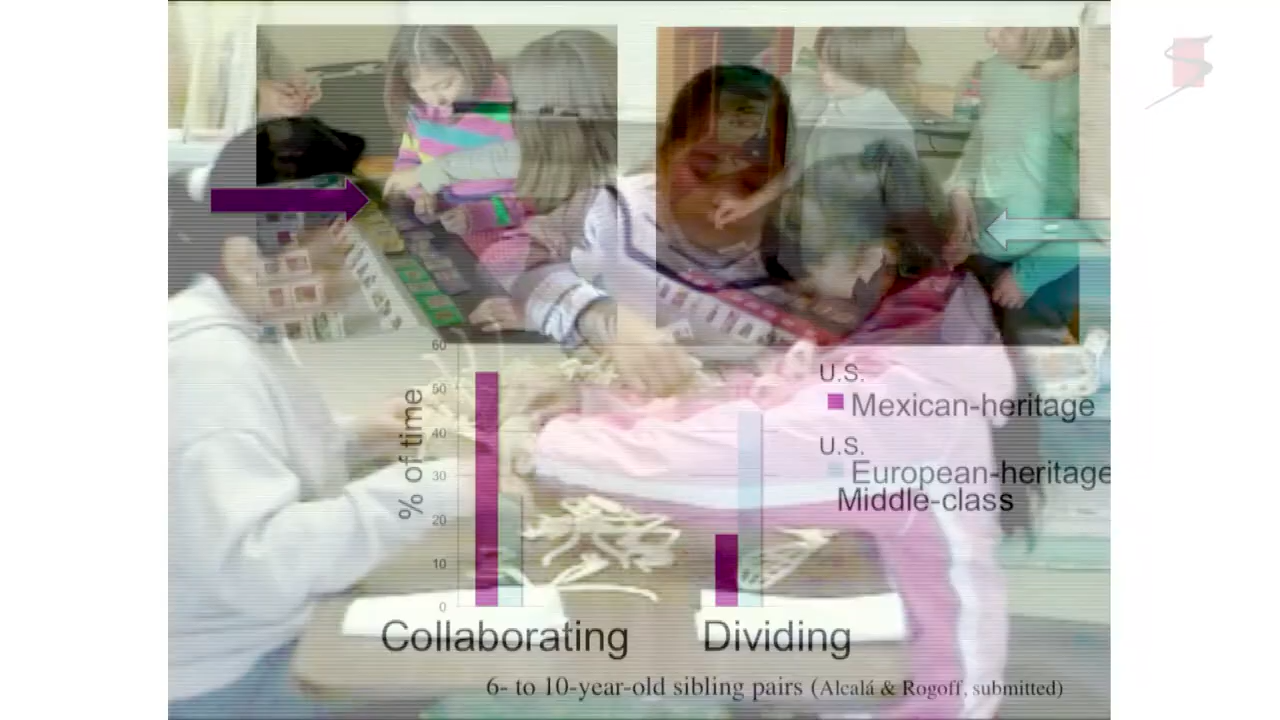 60
50
40
30
20
10
0
% of time
U.S.
Mexican-heritage
U.S.
European-heritage
Middle-class
Collaborating
Dividing
6- to 10-year-old sibling pairs (Alcalá & Rogoff, submitted)